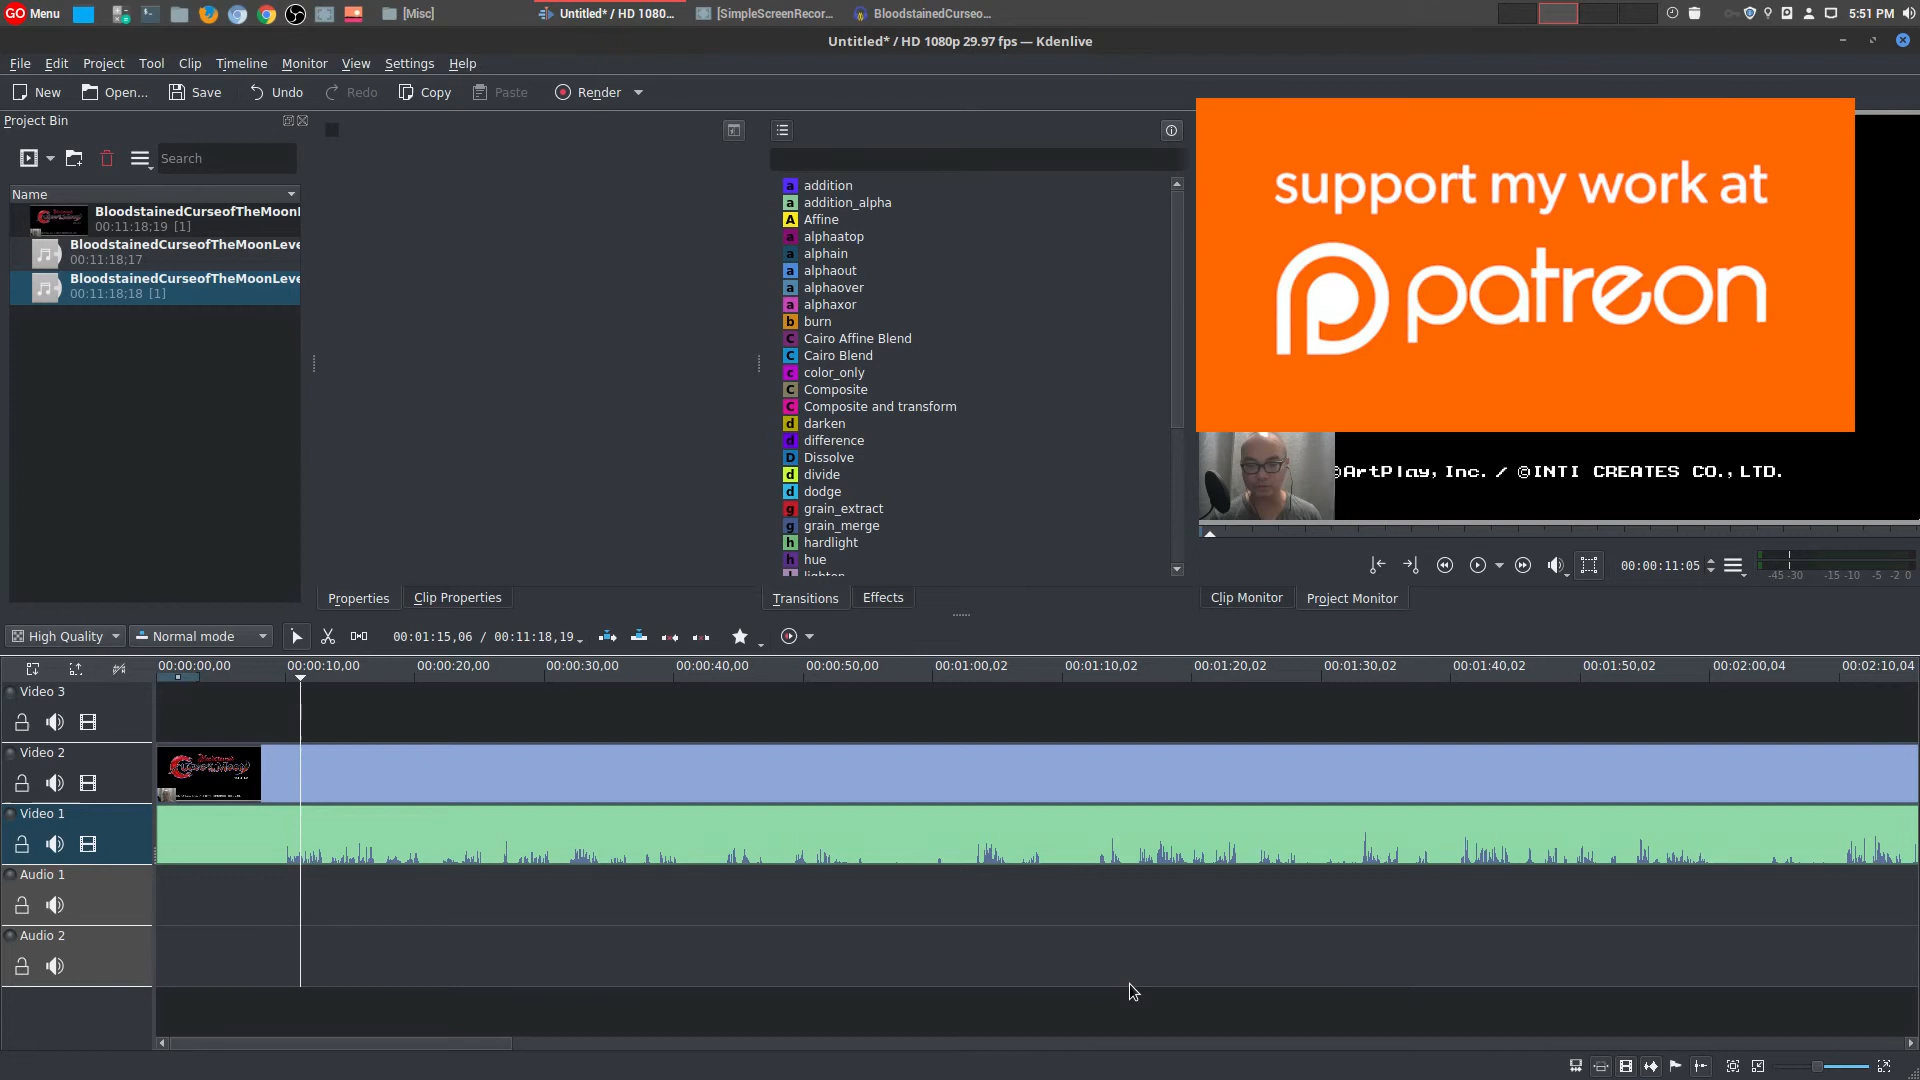 GO Menu
[Misc]
Untitled* / HD 1080...
[SimpleScreenRecor...
BloodstainedCurseo...
5:51 PM
Untitled* / HD 1080p 29.97 fps — Kdenlive
File Edit Project Tool Clip Timeline Monitor View Settings Help
New Open... Save Undo Redo Copy Paste Render
Project Bin
Search
Name
BloodstainedCurseofTheMoonL
00:11:18;19 [1]
BloodstainedCurseofTheMoonLeve
00:11:18;17
BloodstainedCurseofTheMoonLeve
00:11:18;18 [1]
a addition
a addition_alpha
A Affine
a alphaatop
a alphain
a alphaout
a alphaover
a alphaxor
b burn
C Cairo Affine Blend
C Cairo Blend
c color_only
C Composite
C Composite and transform
d darken
d difference
D Dissolve
d divide
d dodge
g grain_extract
g grain_merge
h hardlight
h hue
support my work at
patreon
©ArtPlay, Inc. / ©INTI CREATES CO., LTD.
00:00:11:05
-45 -30 -15 -10 -5 -2 0
Properties Clip Properties
Transitions Effects
Clip Monitor Project Monitor
High Quality Normal mode 00:01:15,06 / 00:11:18,19
00:00:00,00 00:00:10,00 00:00:20,00 00:00:30,00 00:00:40,00 00:00:50,00 00:01:00,02 00:01:10,02 00:01:20,02 00:01:30,02 00:01:40,02 00:01:50,02 00:02:00,04 00:02:10,04
Video 3
Video 2
Video 1
Audio 1
Audio 2